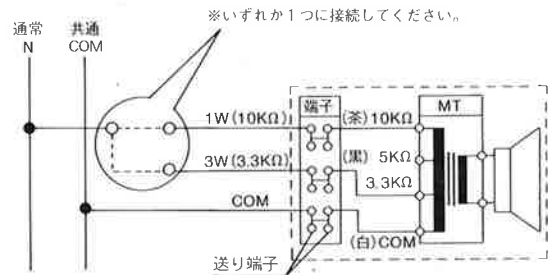 ※いずれか1つに接続してください。
通常
N
共通
COM
1W(10KΩ)
3W(3.3KΩ)
COM
端子
(茶)10KΩ
(黒)
5KΩ
3.3KΩ
(白)COM
MT
送り端子